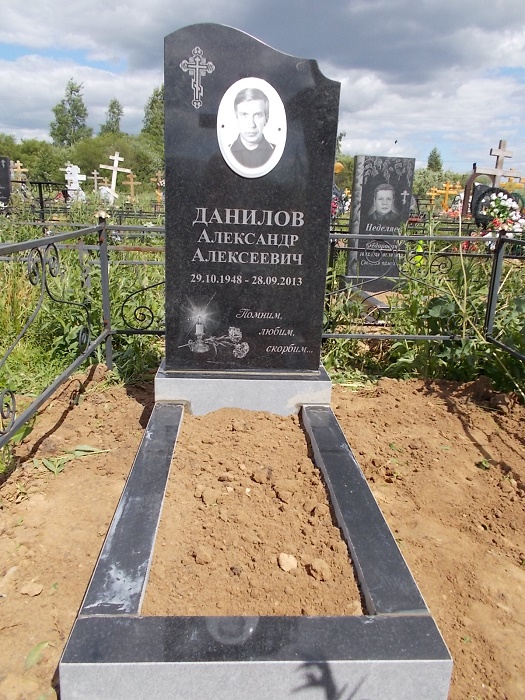 ДАНИЛОВ
АЛЕКСАНДР
АЛЕКСЕЕВИЧ
29.10.1948 - 28.09.2013
Помним,
любим,
скорбим...